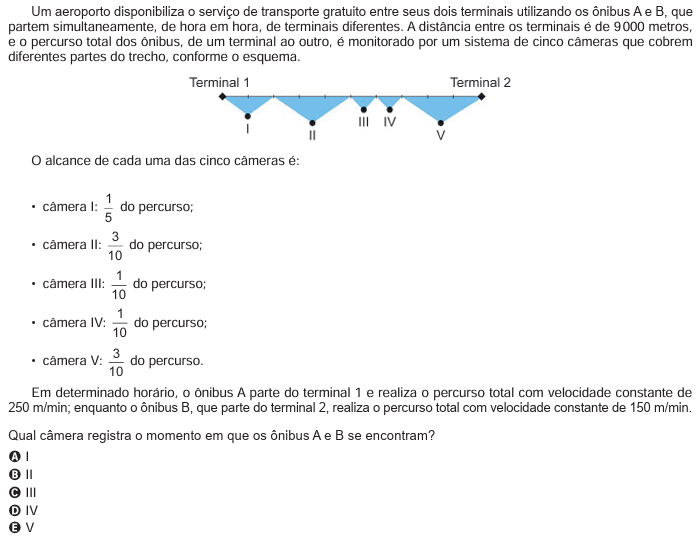 Um aeroporto disponibiliza o serviço de transporte gratuito entre seus dois terminais utilizando os ônibus A e B, que
partem simultaneamente, de hora em hora, de terminais diferentes. A distância entre os terminais é de 9 000 metros,
e o percurso total dos ônibus, de um terminal ao outro, é monitorado por um sistema de cinco câmeras que cobrem
diferentes partes do trecho, conforme o esquema.
Terminal 1 Terminal 2
I II III IV V
O alcance de cada uma das cinco câmeras é:
• câmera I: 1/5 do percurso;
• câmera II: 3/10 do percurso;
• câmera III: 1/10 do percurso;
• câmera IV: 1/10 do percurso;
• câmera V: 3/10 do percurso.
Em determinado horário, o ônibus A parte do terminal 1 e realiza o percurso total com velocidade constante de
250 m/min; enquanto o ônibus B, que parte do terminal 2, realiza o percurso total com velocidade constante de 150 m/min.
Qual câmera registra o momento em que os ônibus A e B se encontram?
A I
B II
C III
D IV
E V